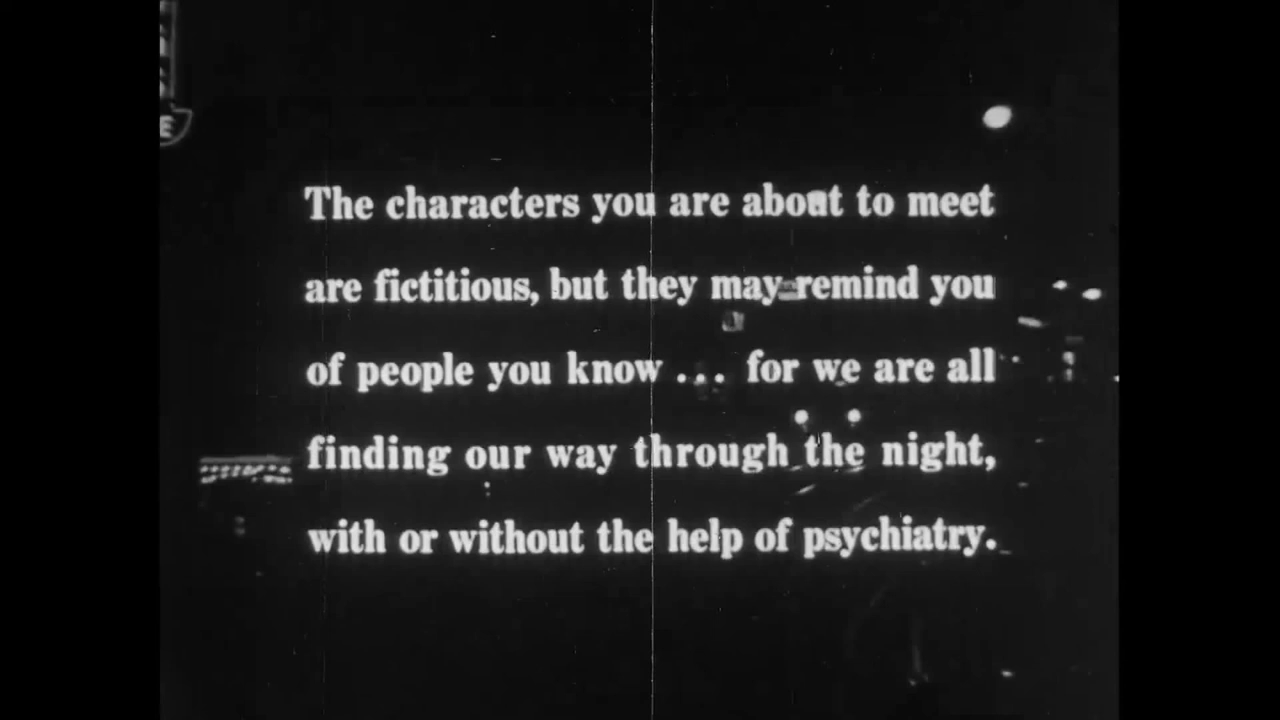 E
The characters you are about to meet
are fictitious, but they may remind you
of people you know ... for we are all
finding our way through the night,
with or without the help of psychiatry.